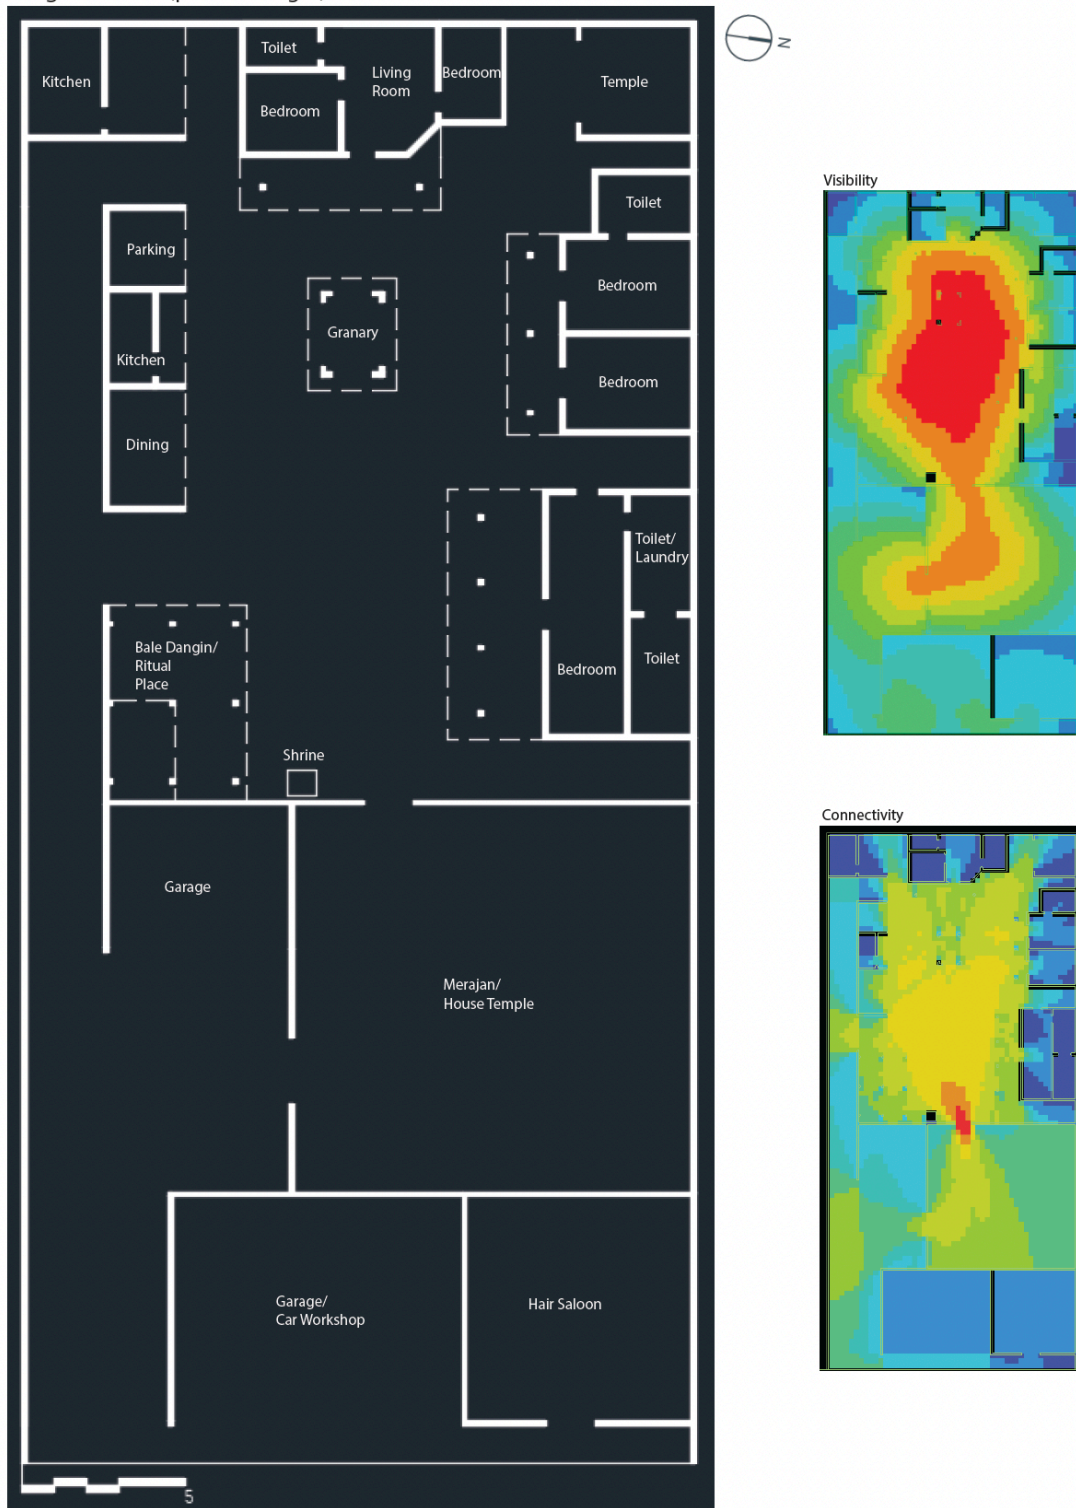 Kitchen
Toilet
Living
Room
Bedroom
Bedroom
Temple
N
Visibility
Toilet
Parking
Bedroom
Granary
Kitchen
Bedroom
Dining
Toilet/
Laundry
Bale Dangin/
Ritual
Place
Bedroom
Toilet
Shrine
Connectivity
Garage
Merajan/
House Temple
Garage/
Car Workshop
Hair Saloon
5